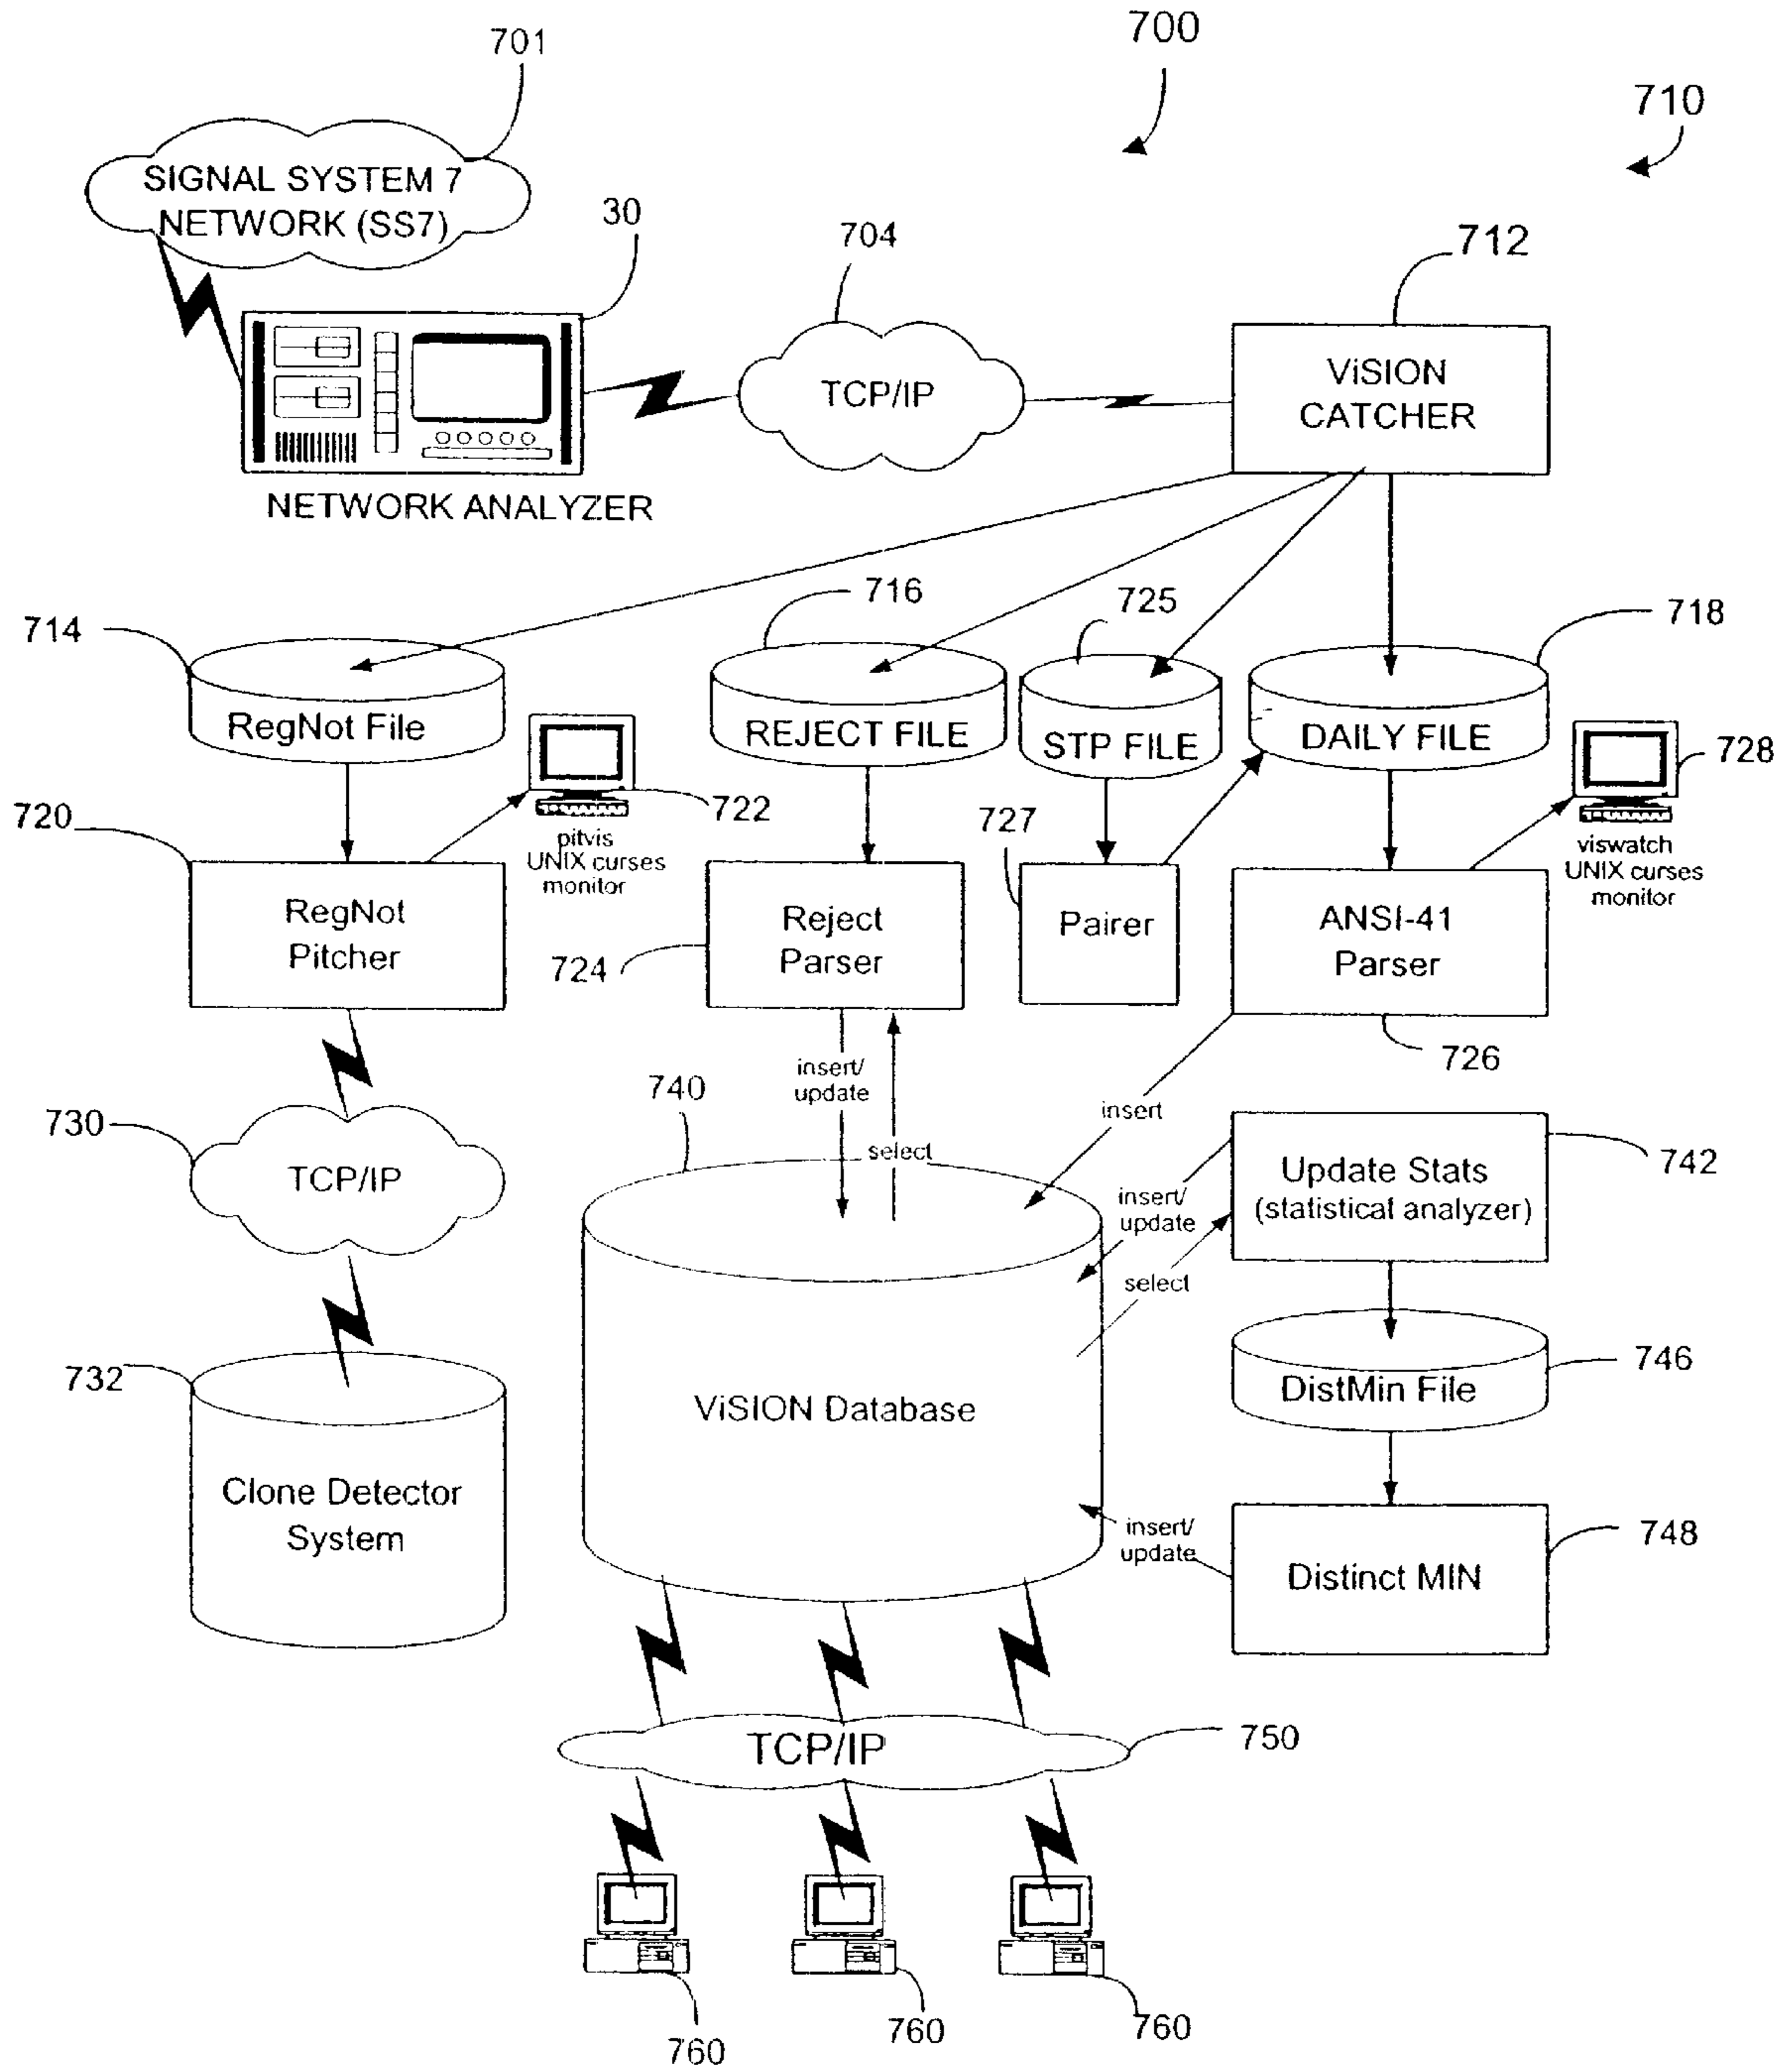 700
701
710
SIGNAL SYSTEM 7
NETWORK (SS7)
30
704
712
TCP/IP
ViSION
CATCHER
NETWORK ANALYZER
714
716
725
718
RegNot File
REJECT FILE
STP FILE
DAILY FILE
728
720
722
pitvis
UNIX curses
monitor
727
viswatch
UNIX curses
monitor
RegNot
Pitcher
724
Reject
Parser
Pairer
ANSI-41
Parser
726
insert/
update
select
insert
730
TCP/IP
740
742
Update Stats
(statistical analyzer)
insert/
update
select
732
746
DistMin File
ViSION Database
Clone Detector
System
insert/
update
748
Distinct MIN
TCP/IP
750
760
760
760